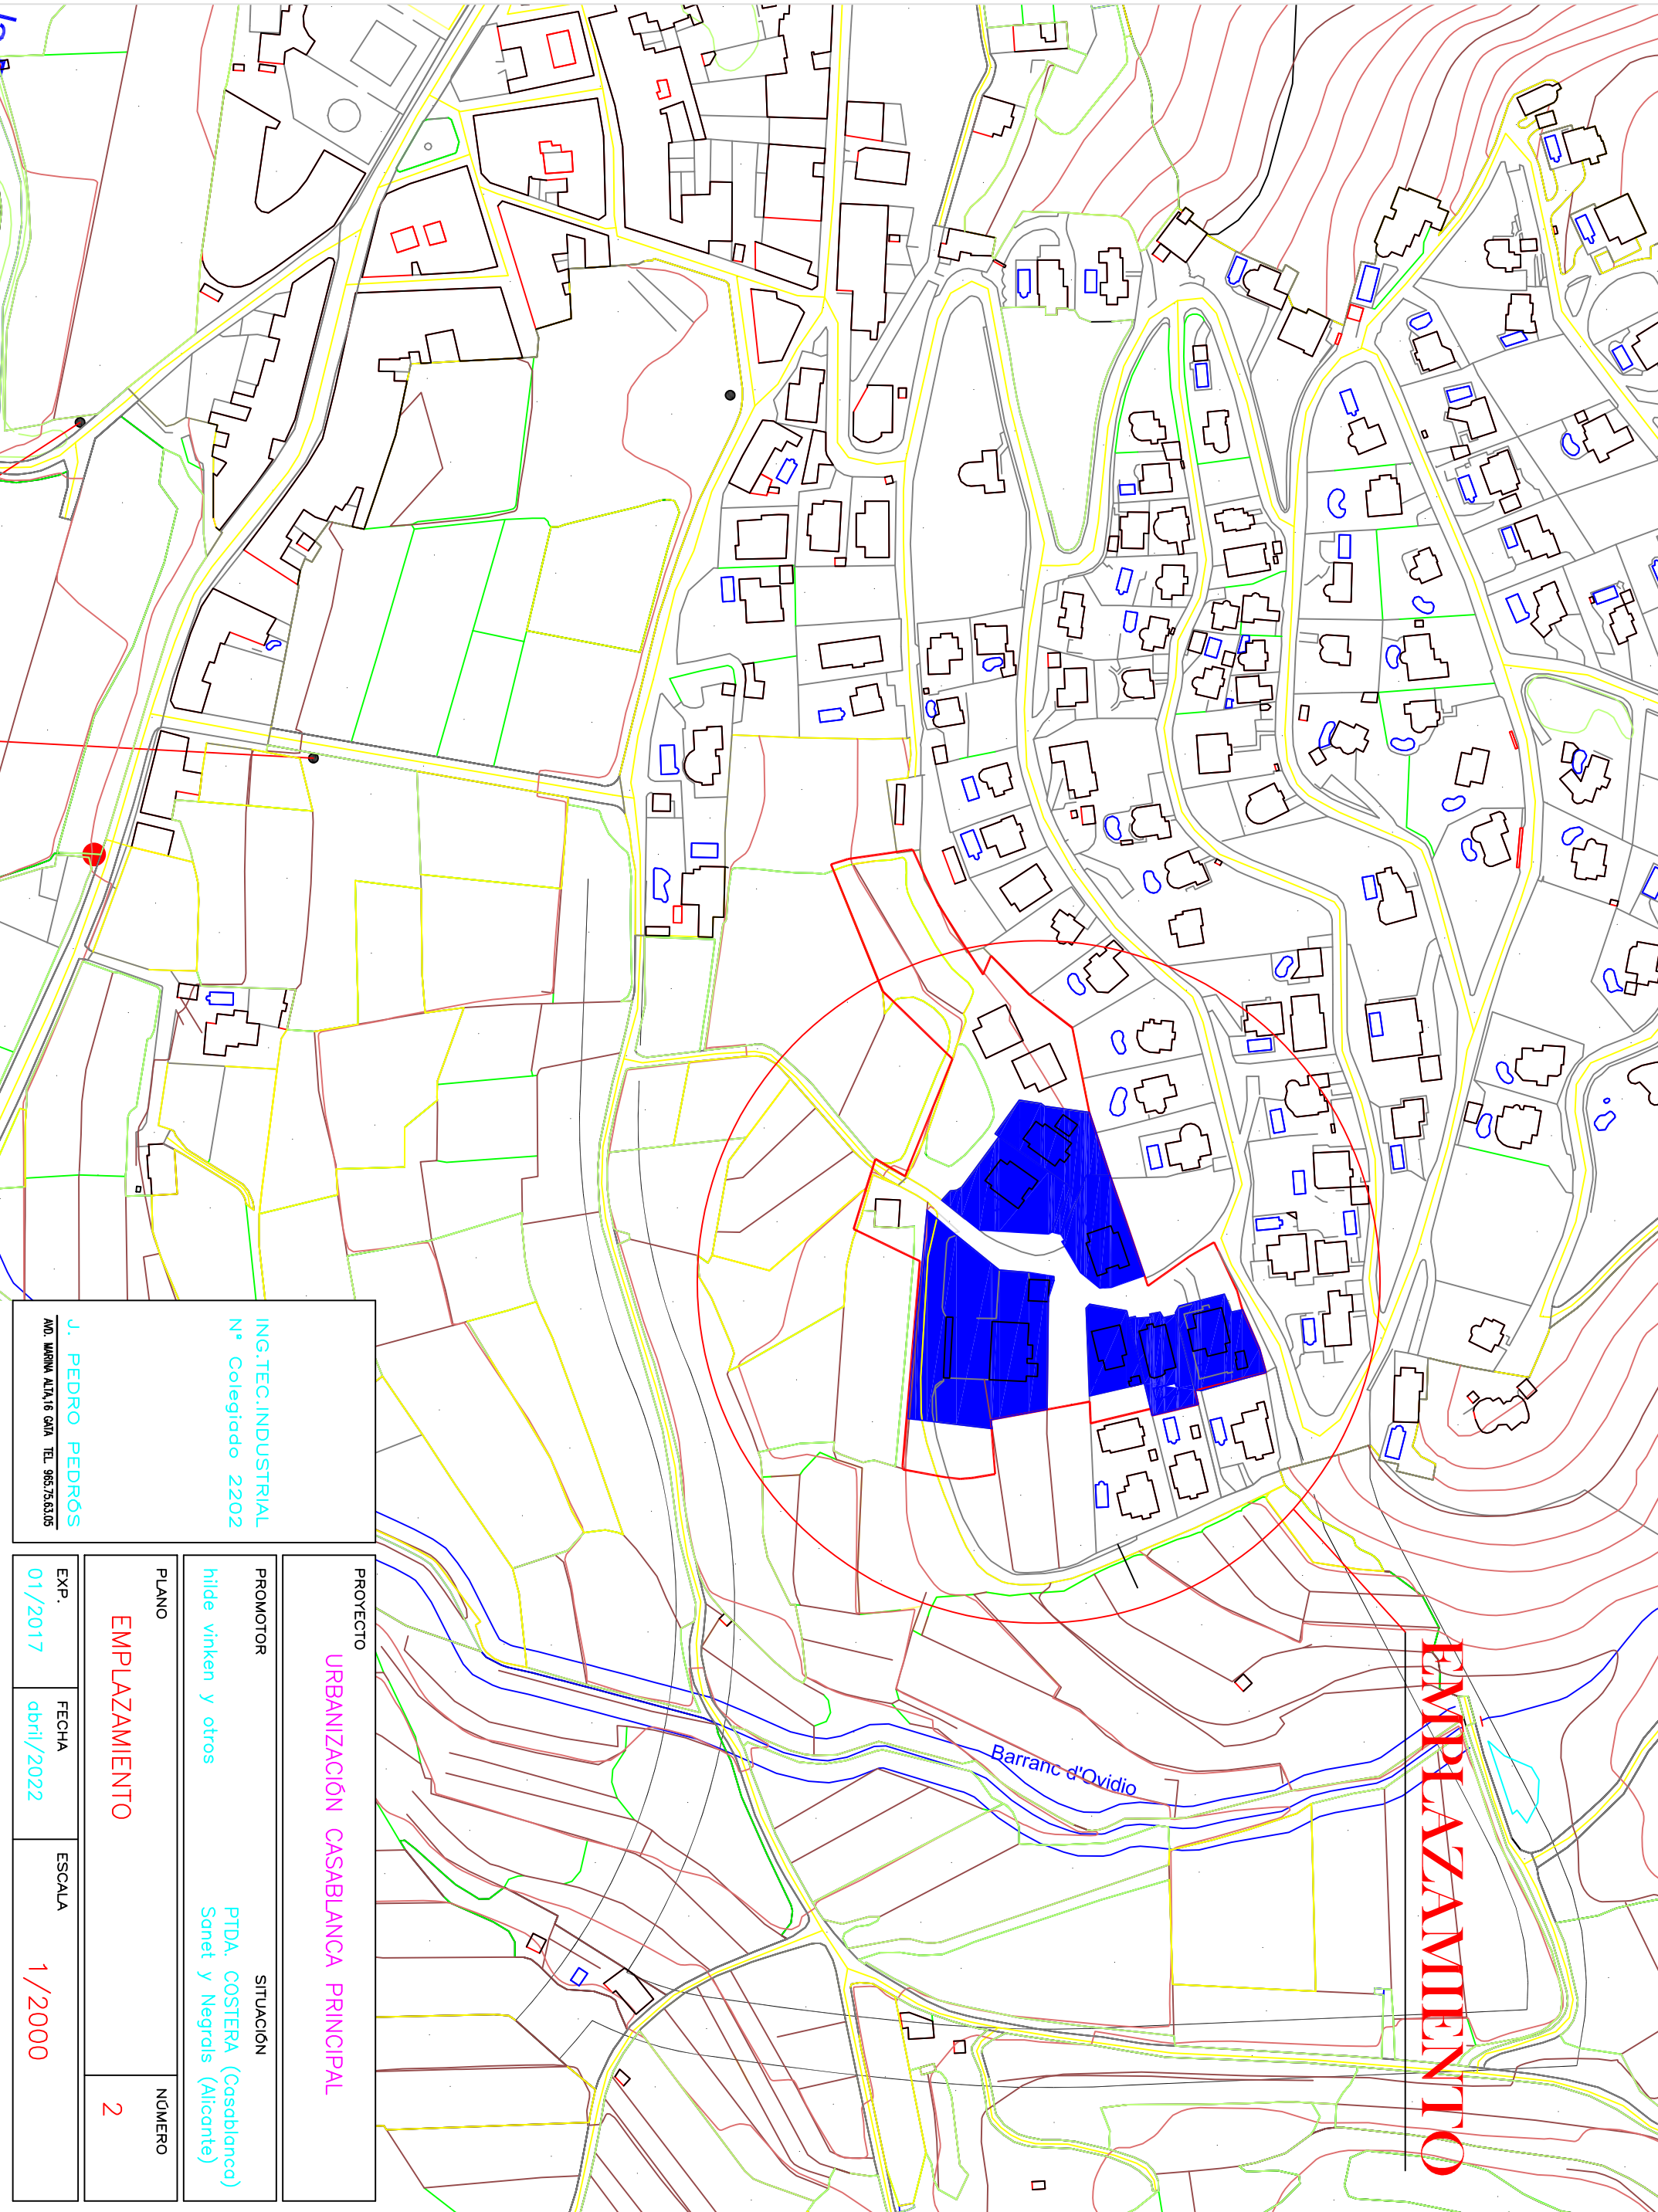 EMPLAZAMIENTO
Barranc d'Ovidio
ING.TEC.INDUSTRIAL
Nº Colegiado 2202
J. PEDRO PEDRÓS
AVD. MARINA ALTA,16 GATA TEL 965.75.63.05
PROYECTO
URBANIZACIÓN CASABLANCA PRINCIPAL
PROMOTOR
hilde vinken y otros
SITUACIÓN
PTDA. COSTERA (Casablanca)
Sanet y Negrals (Alicante)
PLANO
EMPLAZAMIENTO
NÚMERO
2
EXP.
01/2017
FECHA
abril/2022
ESCALA
1/2000